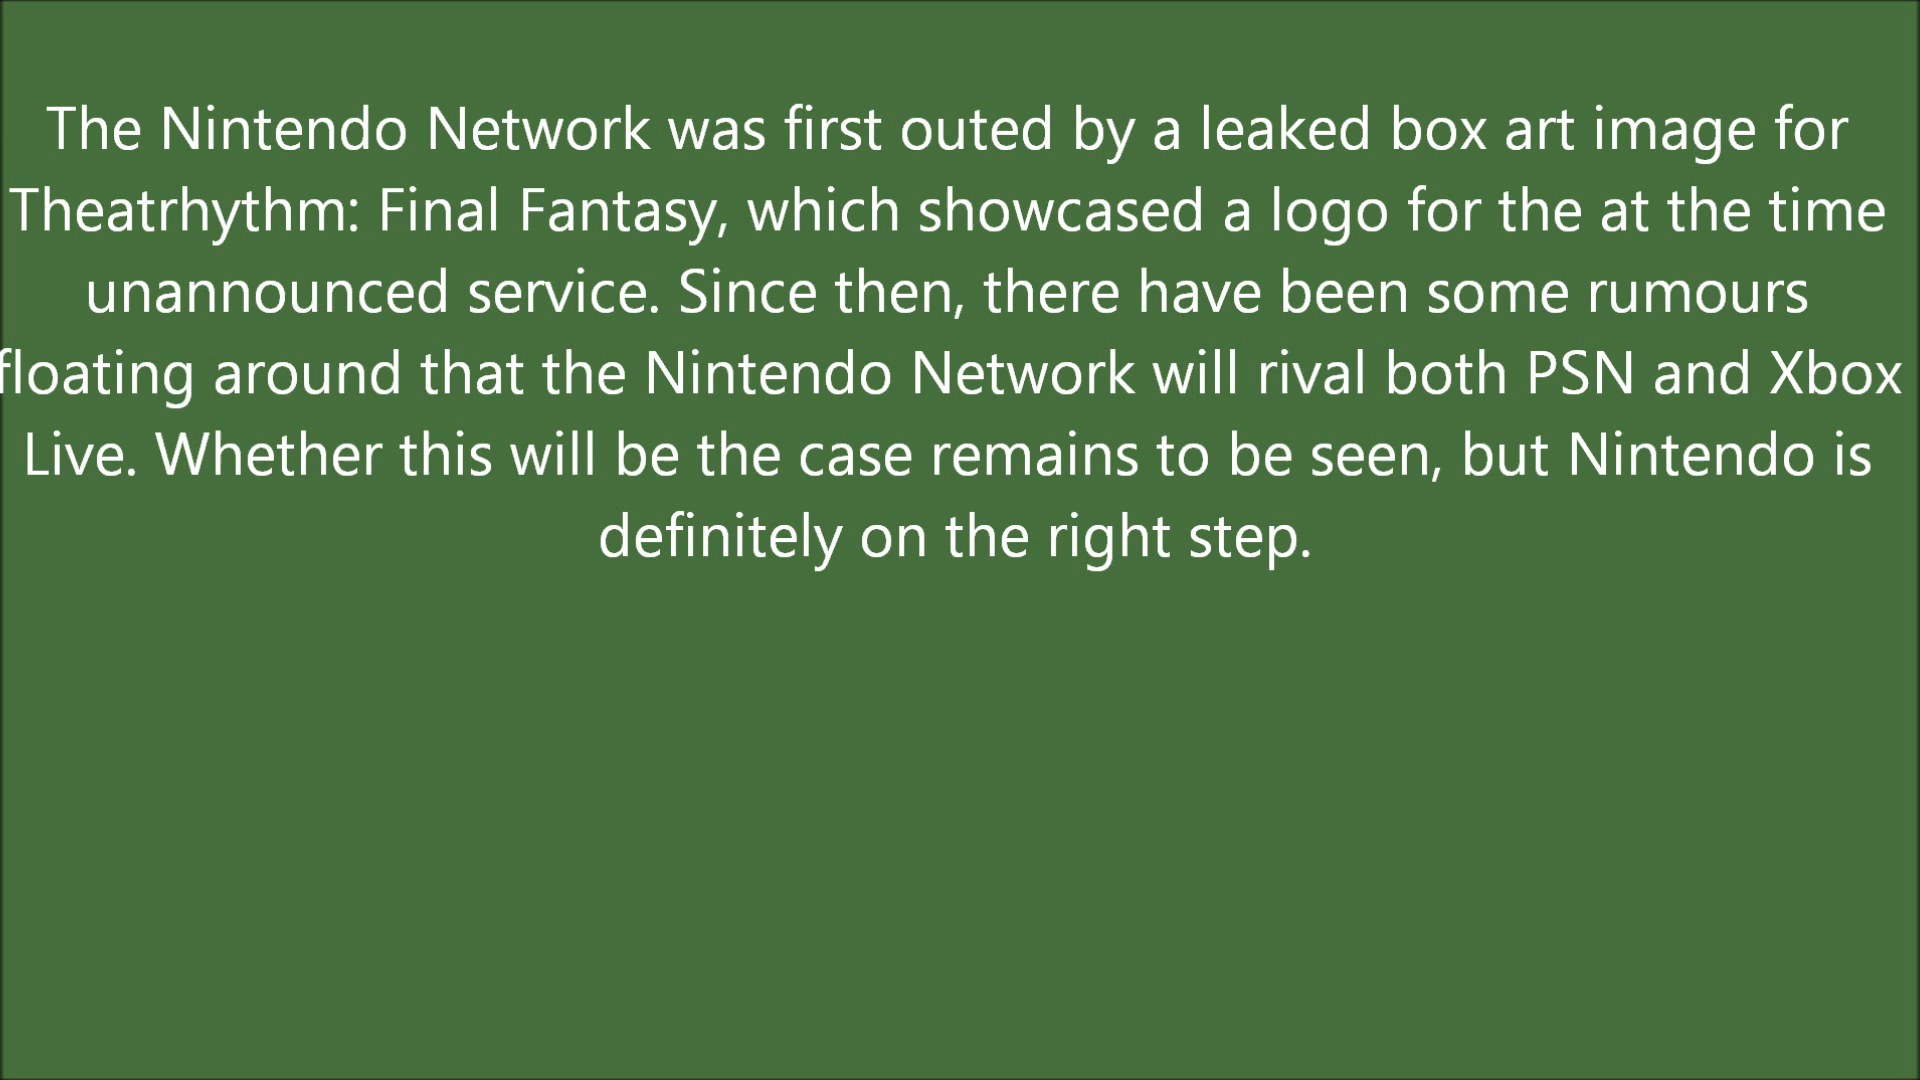 The Nintendo Network was first outed by a leaked box art image for
Theatrhythm: Final Fantasy, which showcased a logo for the at the time
unannounced service. Since then, there have been some rumours
floating around that the Nintendo Network will rival both PSN and Xbox
Live. Whether this will be the case remains to be seen, but Nintendo is
definitely on the right step.